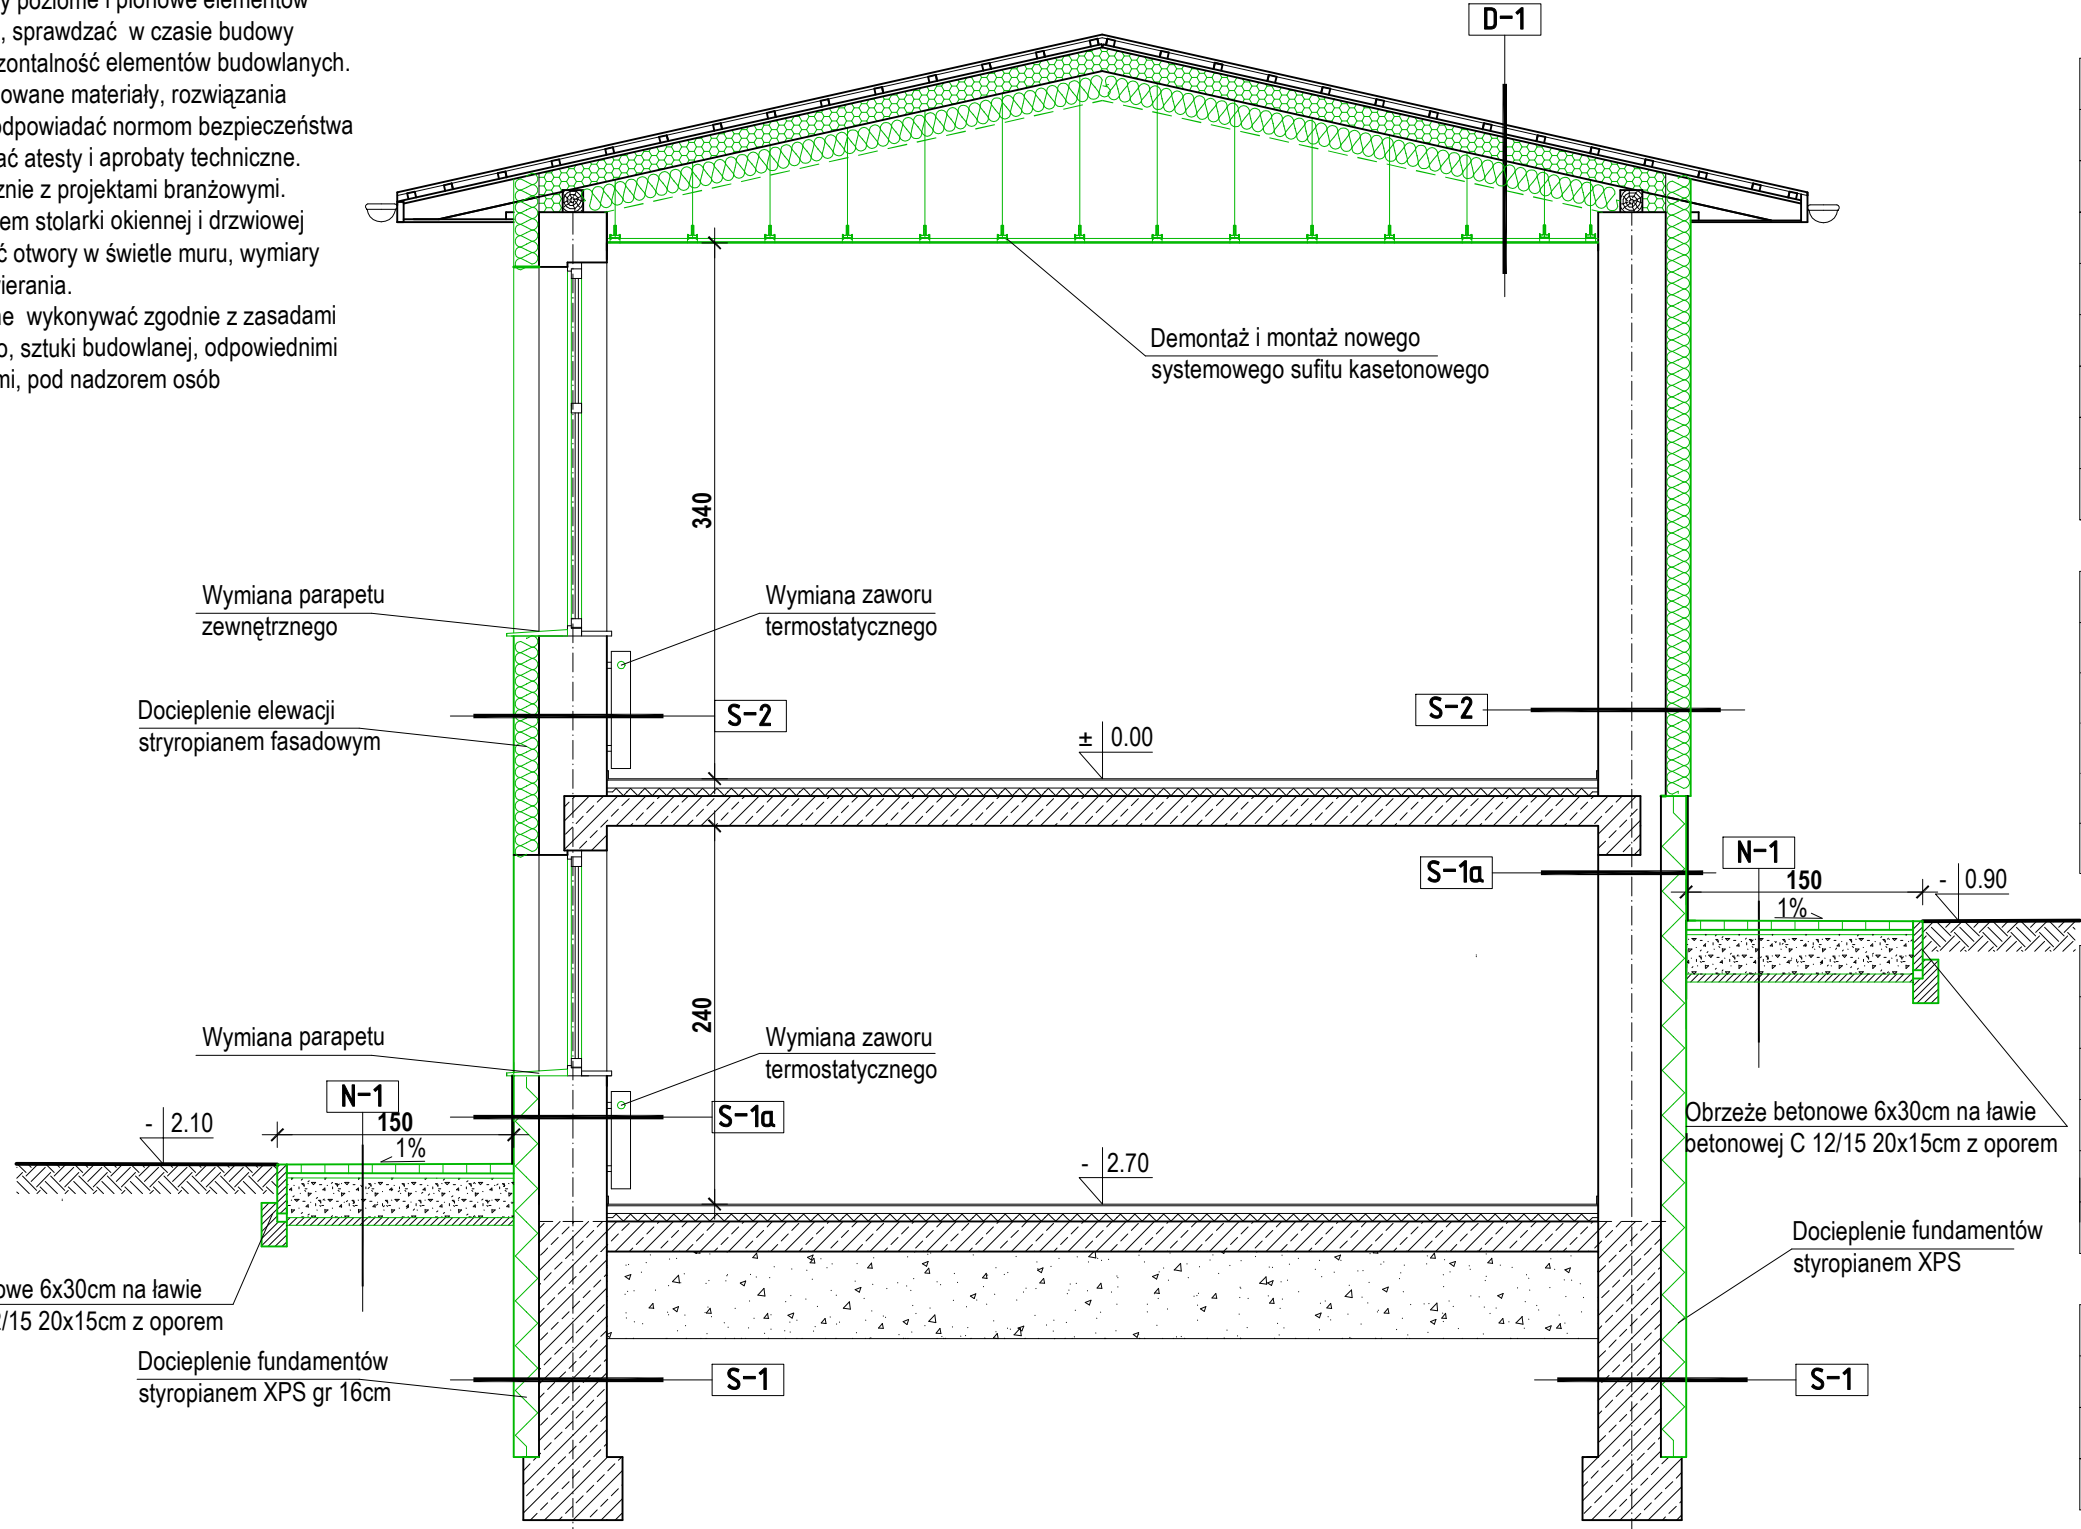 y poziome i pionowe elementów
, sprawdzać w czasie budowy
zontalność elementów budowlanych.
owane materiały, rozwiązania
odpowiadać normom bezpieczeństwa
ać atesty i aprobaty techniczne.
znie z projektami branżowymi.
em stolarki okiennej i drzwiowej
ć otwory w świetle muru, wymiary
ierania.
ne wykonywać zgodnie z zasadami
o, sztuki budowlanej, odpowiednimi
ni, pod nadzorem osób
D-1
Demontaż i montaż nowego
systemowego sufitu kasetonowego
340
Wymiana parapetu
zewnętrznego
Wymiana zaworu
termostatycznego
Docieplenie elewacji
stryropianem fasadowym
S-2
S-2
± 0.00
S-1a
N-1
150
1%
- 0.90
240
Wymiana parapetu
Wymiana zaworu
termostatycznego
N-1
150
1%
- 2.10
S-1a
- 2.70
Obrzeże betonowe 6x30cm na ławie
betonowej C 12/15 20x15cm z oporem
Docieplenie fundamentów
styropianem XPS
owe 6x30cm na ławie
2/15 20x15cm z oporem
Docieplenie fundamentów
styropianem XPS gr 16cm
S-1
S-1